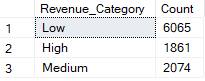 Revenue_Category Count
1 Low 6065
2 High 1861
3 Medium 2074